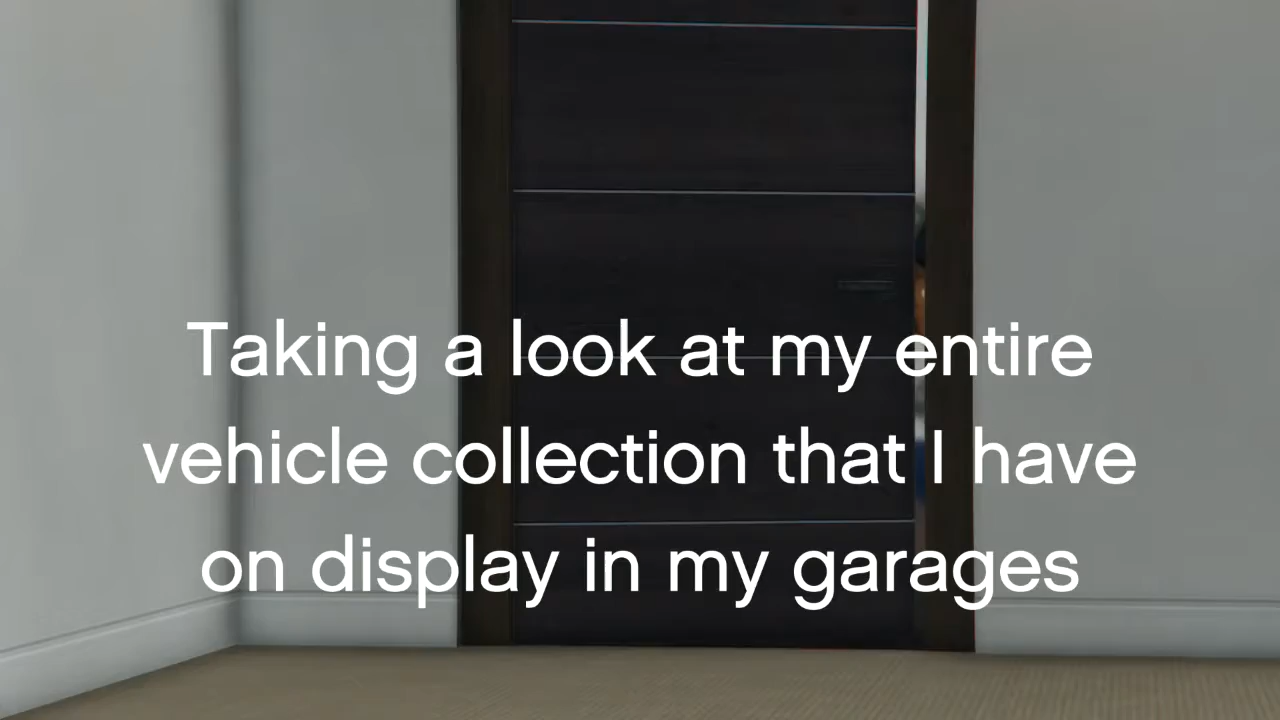 Taking a look at my entire
vehicle collection that I have
on display in my garages